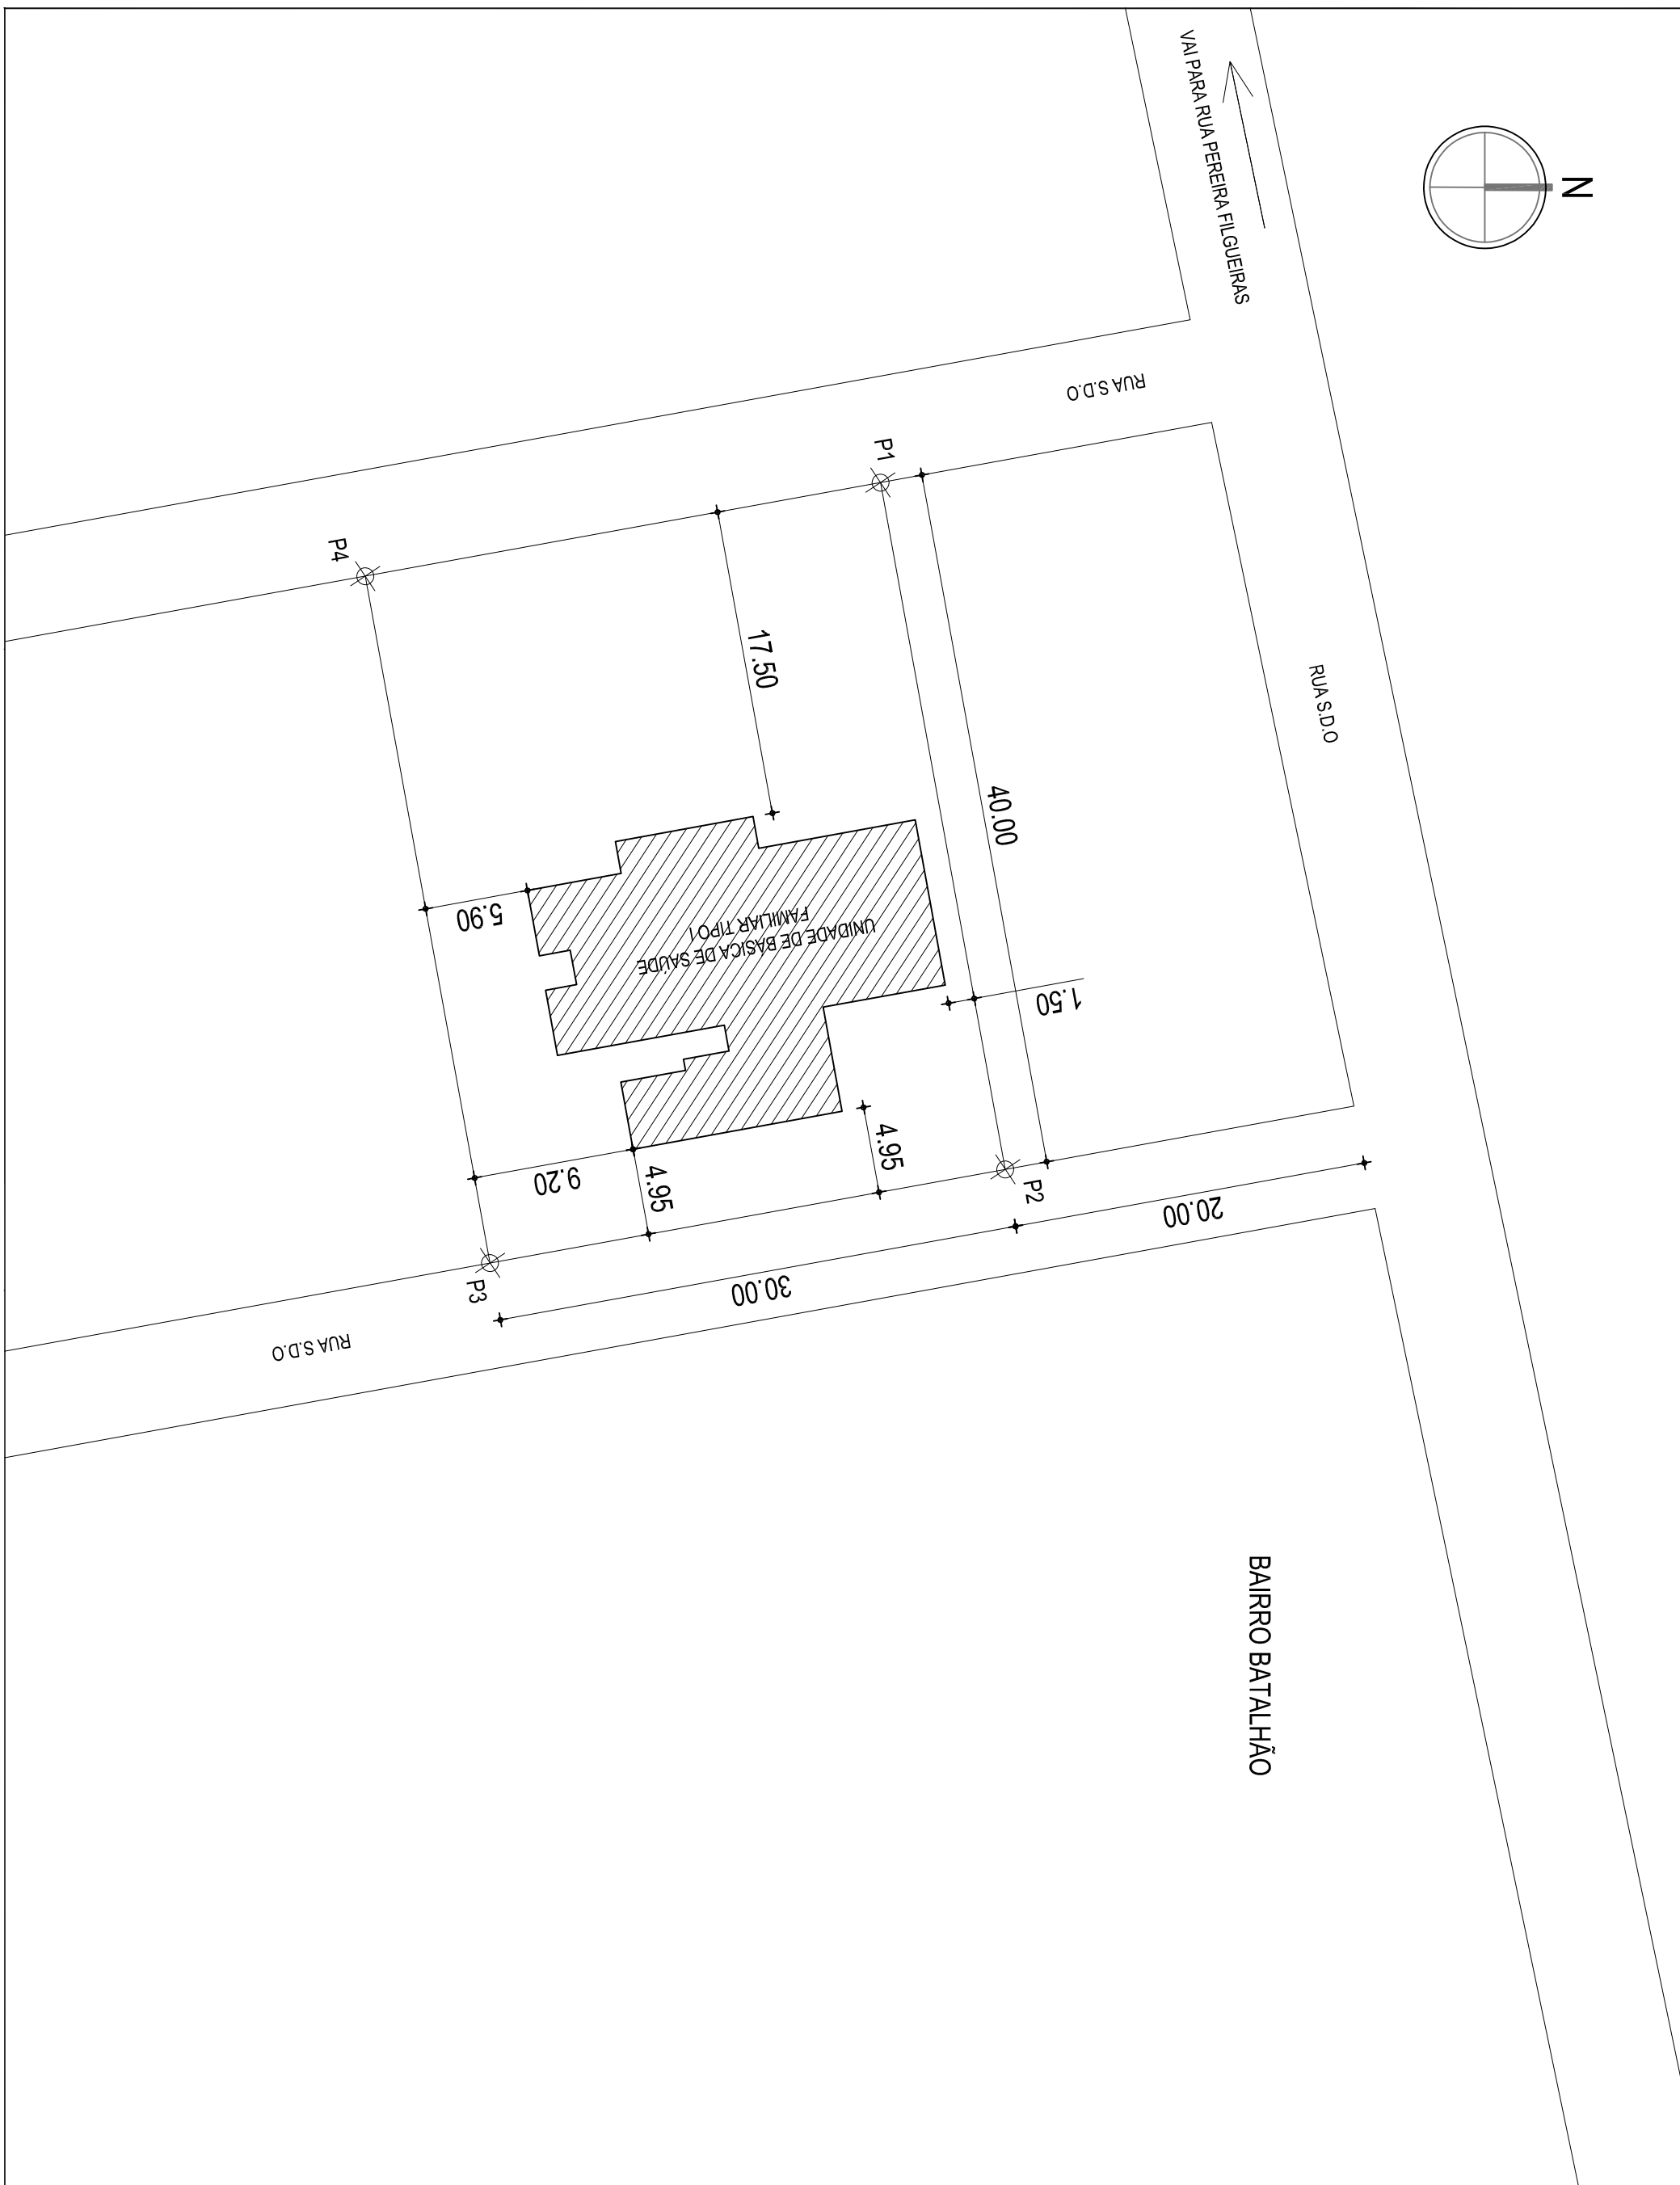 N
VAI PARA RUA PEREIRA FILGUEIRAS
RUA S.D.O
RUA S.D.O
P1
P4
17.50
40.00
UNIDADE DE BÁSICA DE SAÚDE
FAMILIAR TIPO I
5.90
1.50
4.95
4.95
9.20
P2
20.00
P3
30.00
RUA S.D.O
BAIRRO BATALHÃO